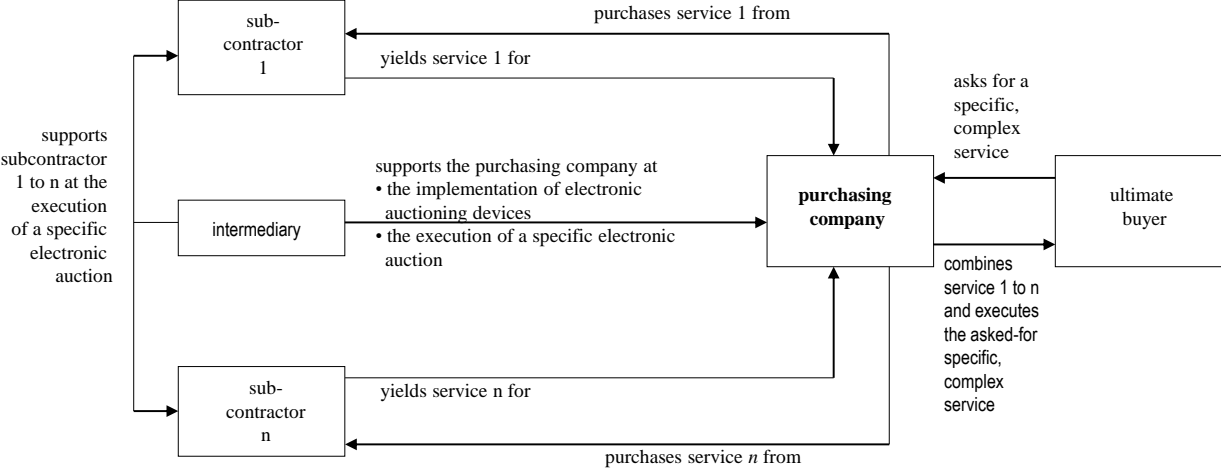 purchases service 1 from
sub-
contractor
1
yields service 1 for
asks for a
specific,
complex
service
supports
subcontractor
1 to n at the
execution
of a specific
electronic
auction
intermediary
supports the purchasing company at
• the implementation of electronic
auctioning devices
• the execution of a specific electronic
auction
purchasing
company
ultimate
buyer
combines
service 1 to n
and executes
the asked-for
specific,
complex
service
sub-
contractor
n
yields service n for
purchases service n from